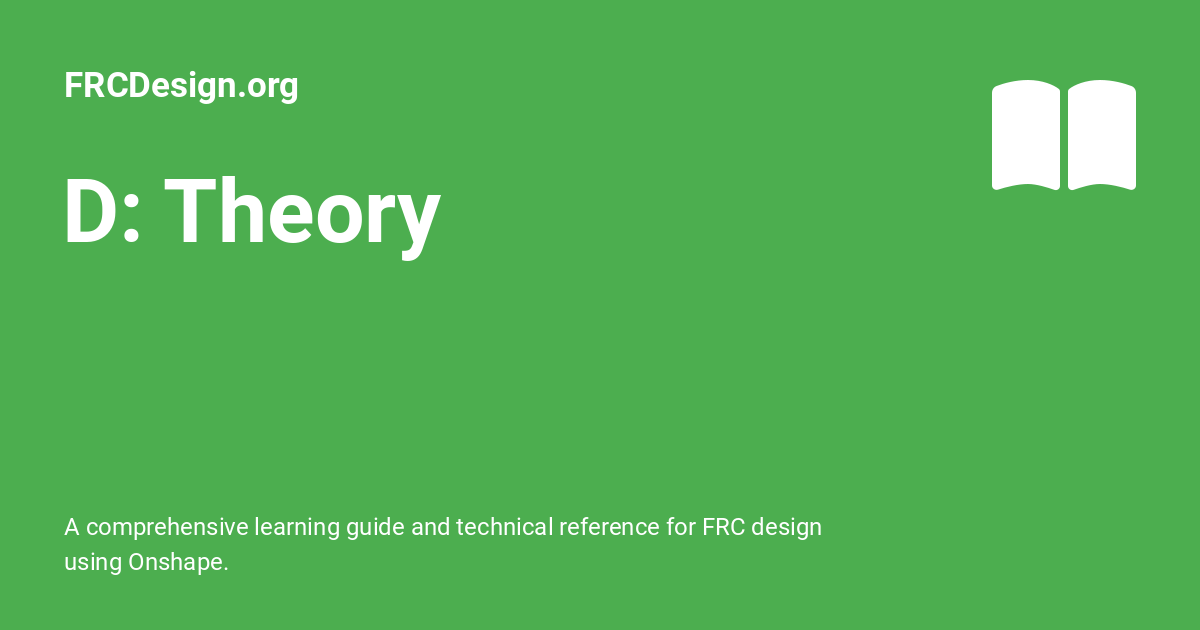 FRCDesign.org
D: Theory
A comprehensive learning guide and technical reference for FRC design
using Onshape.